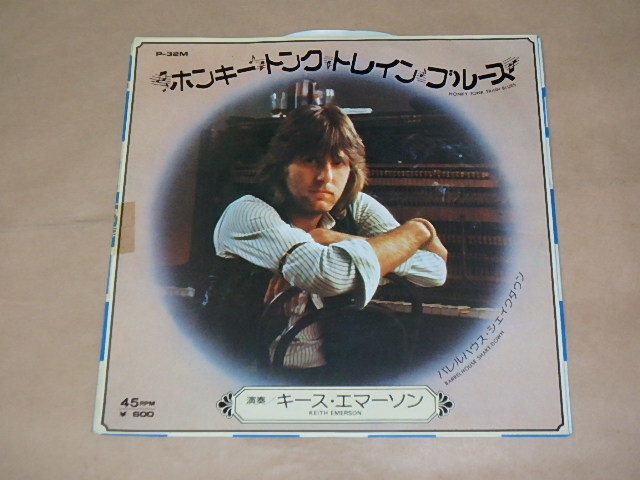 P-32M
ホンキー・トンク・トレイン・ブルース
HONKY TONK TRAIN BLUES
バレルハウス・シェイクダウン
BARRELHOUSE SHAKE-DOWN
45RPM
¥ 600
演奏/キース・エマーソン
KEITH EMERSON